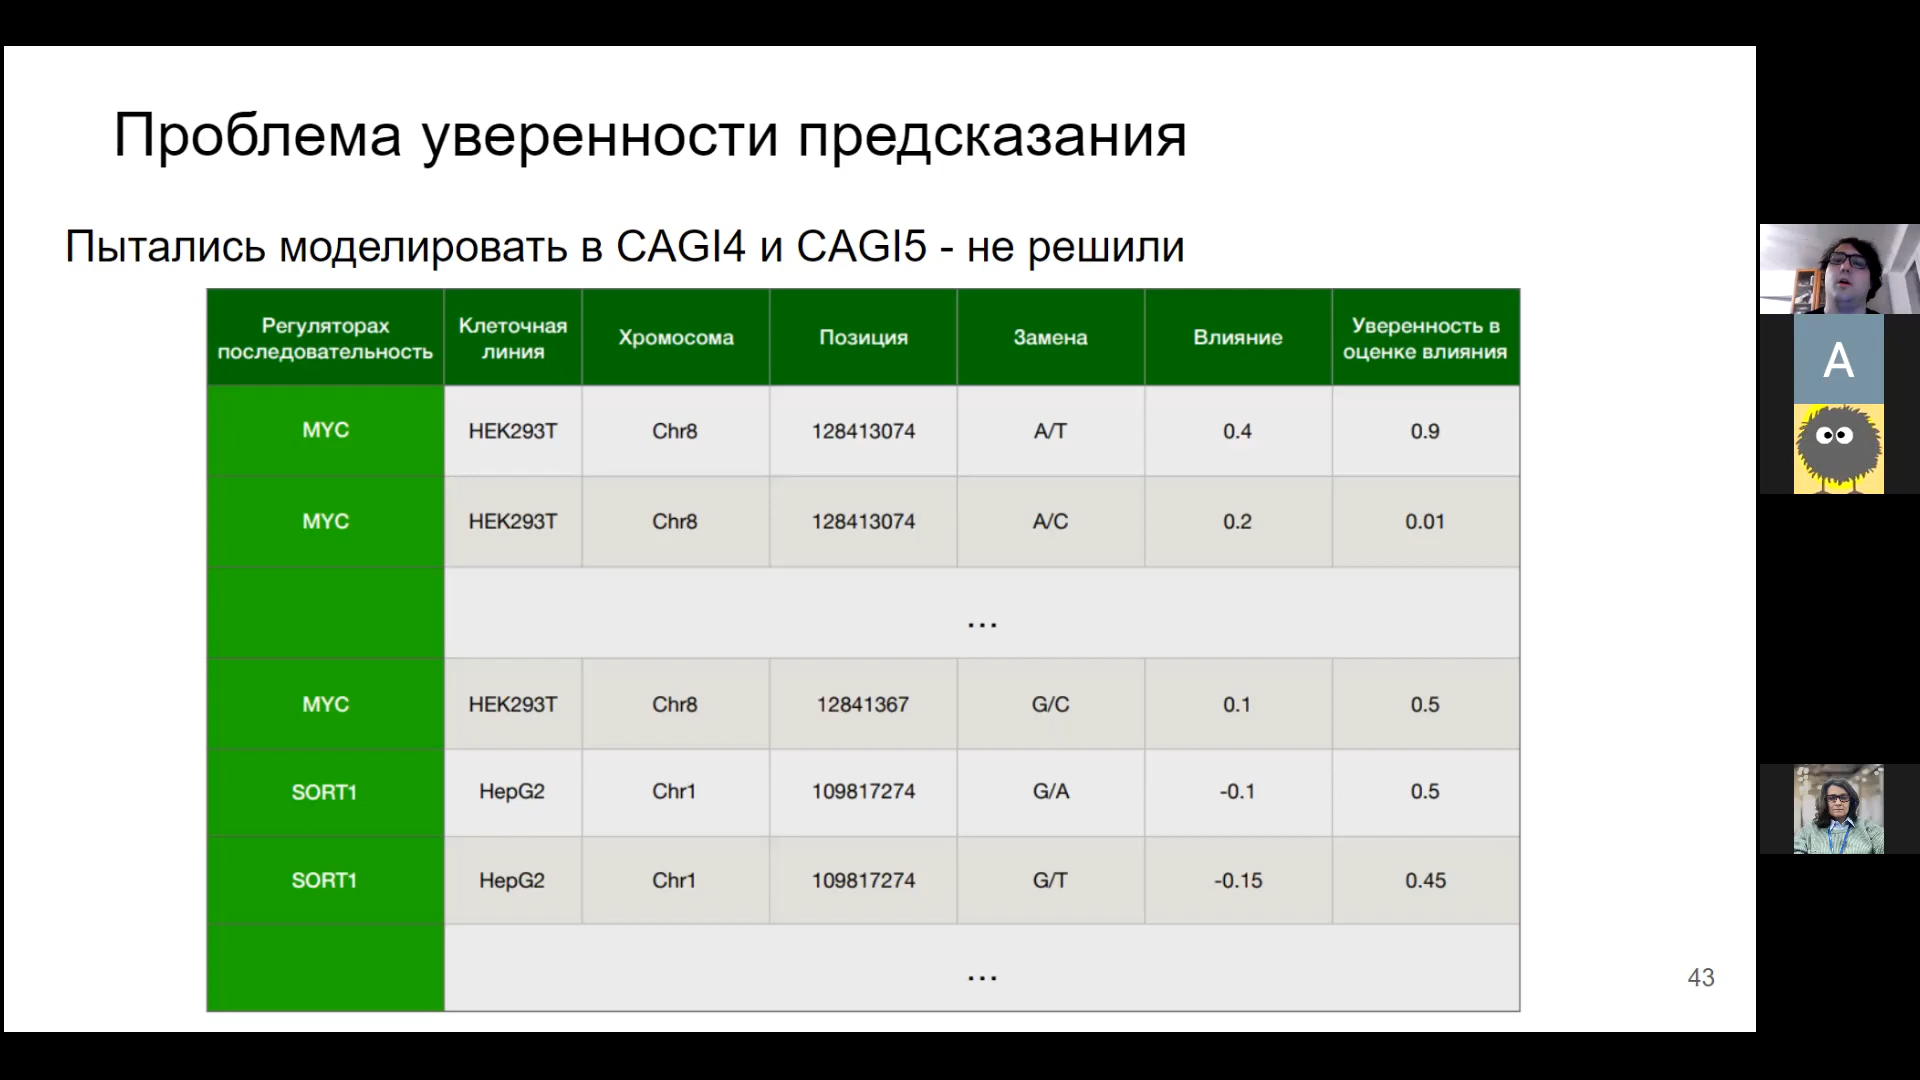 Проблема уверенности предсказания
Пытались моделировать в CAGI4 и CAGI5 - не решили
Регуляторах последовательность Клеточная линия Хромосома Позиция Замена Влияние Уверенность в оценке влияния
MYC HEK293T Chr8 128413074 A/T 0.4 0.9
MYC HEK293T Chr8 128413074 A/C 0.2 0.01
...
MYC HEK293T Chr8 12841367 G/C 0.1 0.5
SORT1 HepG2 Chr1 109817274 G/A -0.1 0.5
SORT1 HepG2 Chr1 109817274 G/T -0.15 0.45
...
43
A